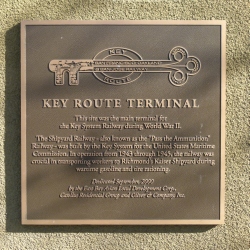 KEY
ROUTE
KEY ROUTE TERMINAL
This site was the main terminal for
the Key System Railway during World War II.
The Shipyard Railway - also known as the "Pass the Ammunition"
Railway - was built by the Key System for the United States Maritime
Commission. In operation from 1943 through 1945, the railway was
crucial in transporting workers to Richmond's Kaiser Shipyard during
wartime gasoline and tire rationing.
Dedicated September, 2000
by the East Bay Asian Local Development Corp.,
Catellus Residential Group and Oliver & Company Inc.